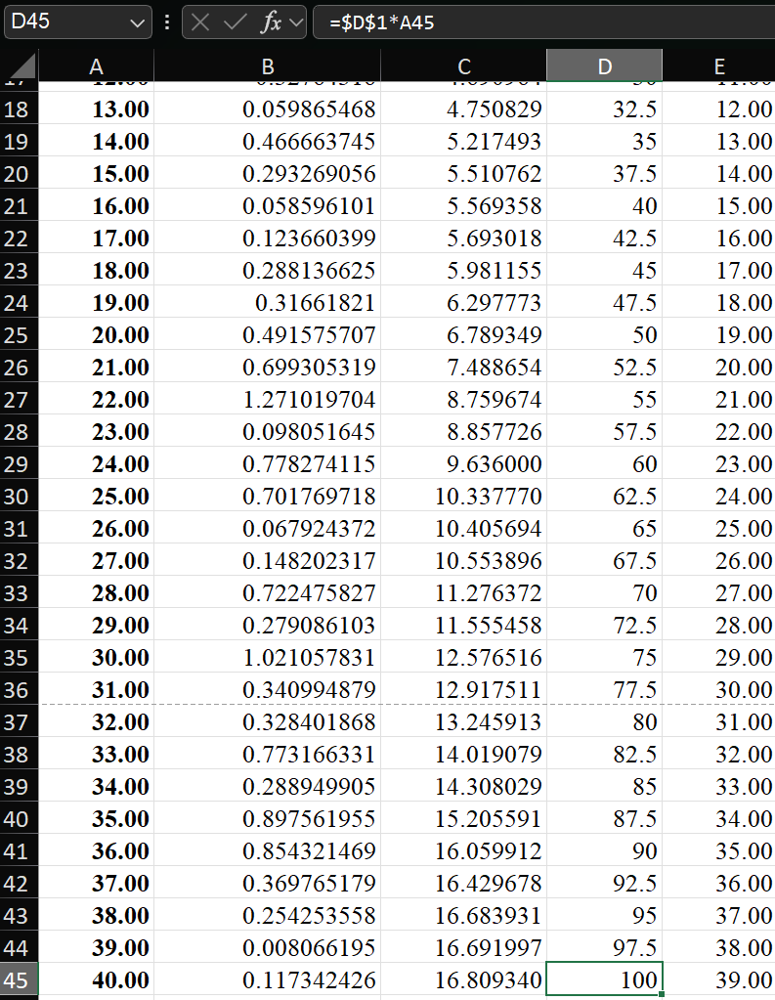 D45 fx =$D$1*A45
A B C D E
18 13.00 0.059865468 4.750829 32.5 12.00
19 14.00 0.466663745 5.217493 35 13.00
20 15.00 0.293269056 5.510762 37.5 14.00
21 16.00 0.058596101 5.569358 40 15.00
22 17.00 0.123660399 5.693018 42.5 16.00
23 18.00 0.288136625 5.981155 45 17.00
24 19.00 0.31661821 6.297773 47.5 18.00
25 20.00 0.491575707 6.789349 50 19.00
26 21.00 0.699305319 7.488654 52.5 20.00
27 22.00 1.271019704 8.759674 55 21.00
28 23.00 0.098051645 8.857726 57.5 22.00
29 24.00 0.778274115 9.636000 60 23.00
30 25.00 0.701769718 10.337770 62.5 24.00
31 26.00 0.067924372 10.405694 65 25.00
32 27.00 0.148202317 10.553896 67.5 26.00
33 28.00 0.722475827 11.276372 70 27.00
34 29.00 0.279086103 11.555458 72.5 28.00
35 30.00 1.021057831 12.576516 75 29.00
36 31.00 0.340994879 12.917511 77.5 30.00
37 32.00 0.328401868 13.245913 80 31.00
38 33.00 0.773166331 14.019079 82.5 32.00
39 34.00 0.288949905 14.308029 85 33.00
40 35.00 0.897561955 15.205591 87.5 34.00
41 36.00 0.854321469 16.059912 90 35.00
42 37.00 0.369765179 16.429678 92.5 36.00
43 38.00 0.254253558 16.683931 95 37.00
44 39.00 0.008066195 16.691997 97.5 38.00
45 40.00 0.117342426 16.809340 100 39.00